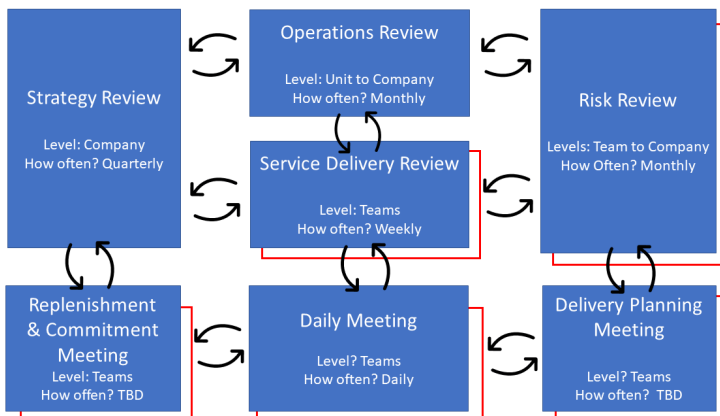 Operations Review
Level: Unit to Company
How often? Monthly
Strategy Review
Level: Company
How often? Quarterly
Risk Review
Levels: Team to Company
How Often? Monthly
Service Delivery Review
Level: Teams
How often? Weekly
Replenishment
& Commitment
Meeting
Level: Teams
How offen? TBD
Daily Meeting
Level? Teams
How often? Daily
Delivery Planning
Meeting
Level? Teams
How offen?  TBD